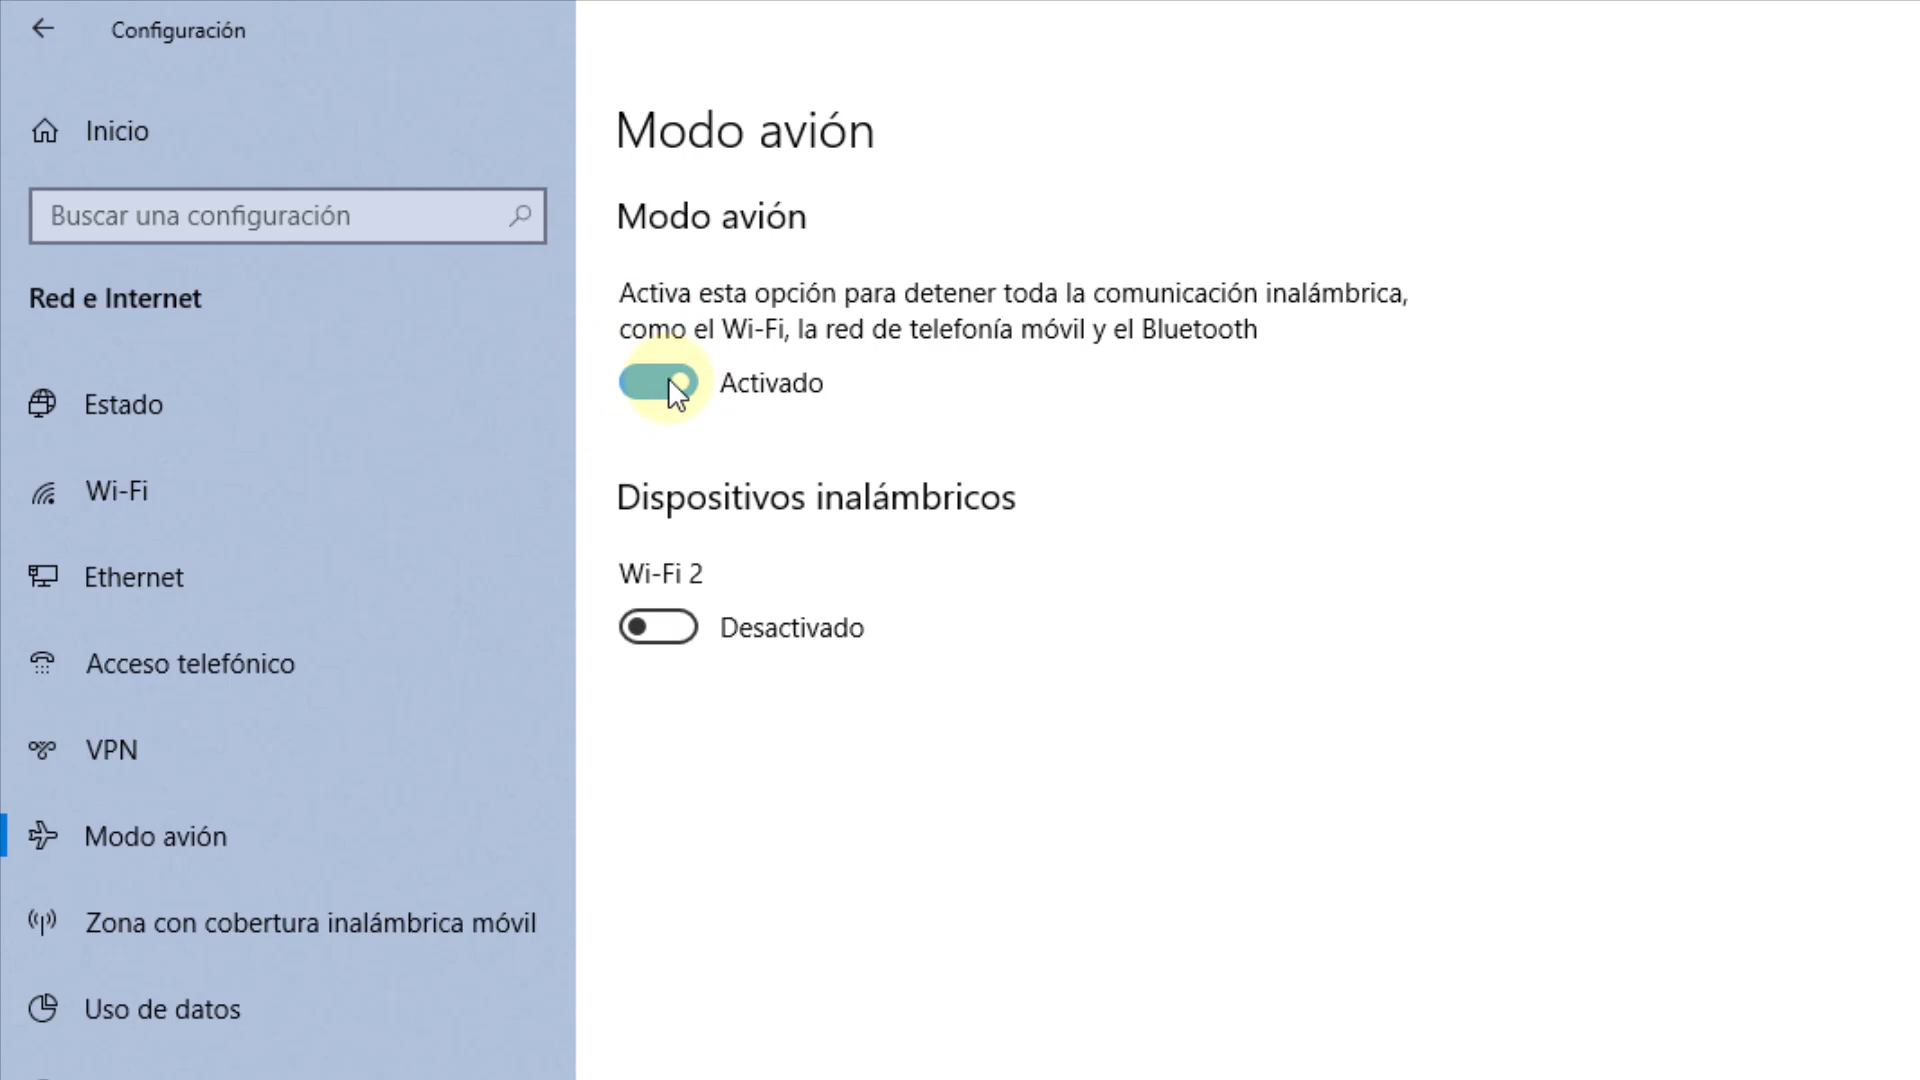 Configuración
Inicio
Buscar una configuración
Red e Internet
Estado
Wi-Fi
Ethernet
Acceso telefónico
VPN
Modo avión
Zona con cobertura inalámbrica móvil
Uso de datos
Modo avión
Modo avión
Activa esta opción para detener toda la comunicación inalámbrica,
como el Wi-Fi, la red de telefonía móvil y el Bluetooth
Activado
Dispositivos inalámbricos
Wi-Fi 2
Desactivado